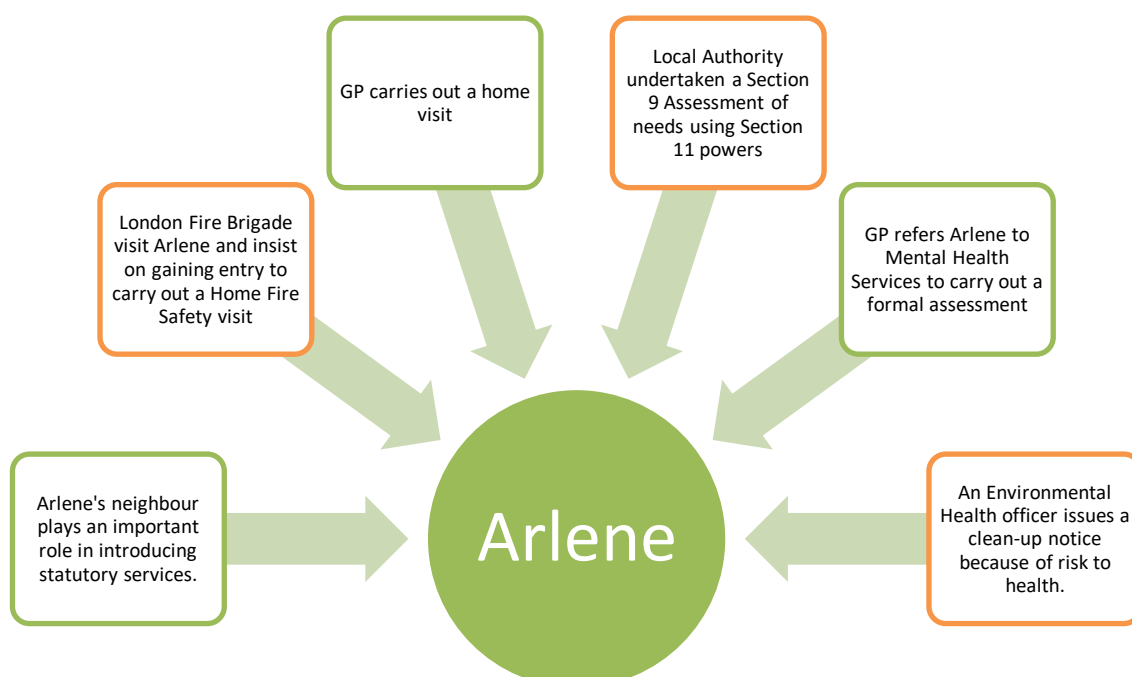 GP carries out a home
visit
Local Authority
undertaken a Section
9 Assessment of
needs using Section
11 powers
London Fire Brigade
visit Arlene and insist
on gaining entry to
carry out a Home Fire
Safety visit
GP refers Arlene to
Mental Health
Services to carry out a
formal assessment
Arlene's neighbour
plays an important
role in introducing
statutory services.
Arlene
An Environmental
Health officer issues a
clean-up notice
because of risk to
health.